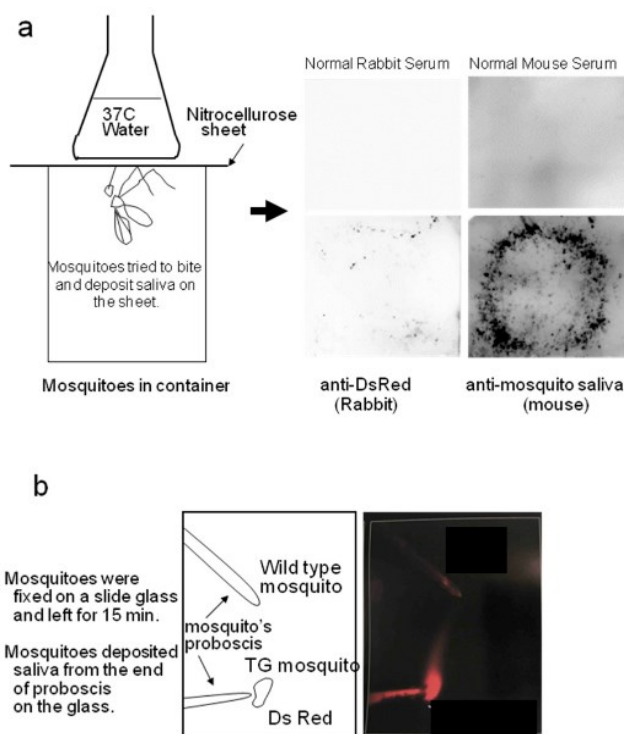 a
37C
Water
Nitrocellurose
sheet
Mosquitoes tried to bite
and deposit saliva on
the sheet.
Mosquitoes in container
Normal Rabbit Serum
Normal Mouse Serum
anti-DsRed
(Rabbit)
anti-mosquito saliva
(mouse)
b
Mosquitoes were
fixed on a slide glass
and left for 15 min.
Mosquitoes deposited
saliva from the end
of proboscis
on the glass.
Wild type
mosquito
mosquito's
proboscis
TG mosquito
Ds Red